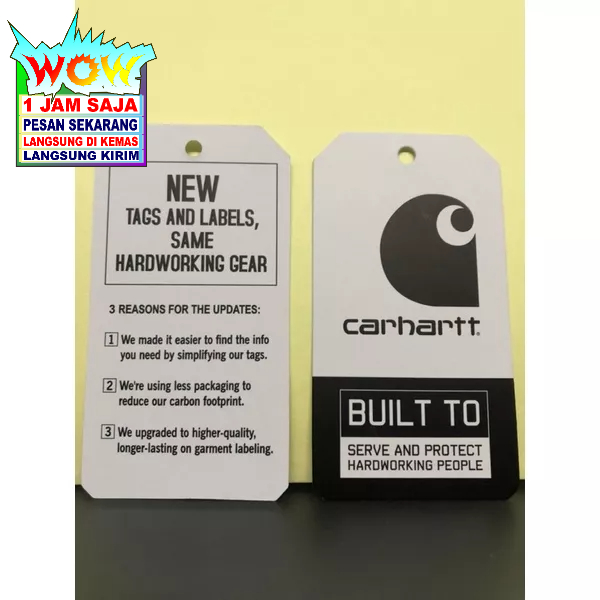 WOW
1 JAM SAJA
PESAN SEKARANG
LANGSUNG DI KEMAS
LANGSUNG KIRIM
NEW
TAGS AND LABELS,
SAME
HARDWORKING GEAR
3 REASONS FOR THE UPDATES:
1 We made it easier to find the info
you need by simplifying our tags.
2 We're using less packaging to
reduce our carbon footprint.
3 We upgraded to higher-quality,
longer-lasting on garment labeling.
carhartt.
BUILT TO
SERVE AND PROTECT
HARDWORKING PEOPLE